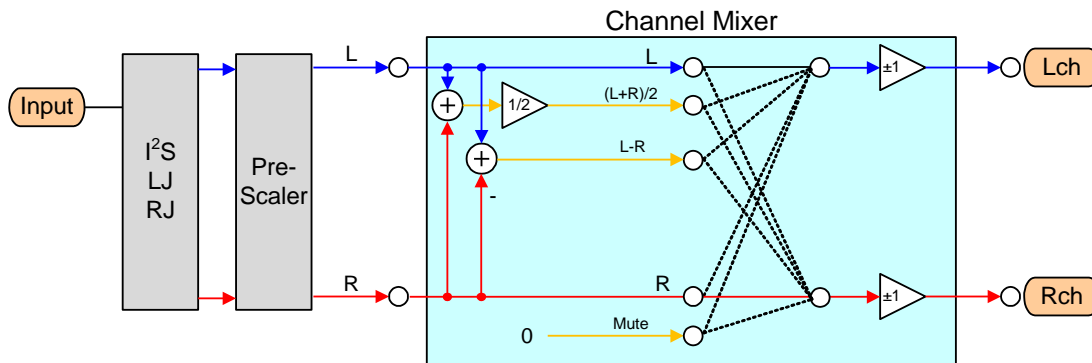 Channel Mixer
Input
I²S
LJ
RJ
Pre-
Scaler
L
L
±1
Lch
+
1/2
(L+R)/2
+
L-R
-
R
R
±1
Rch
0
Mute